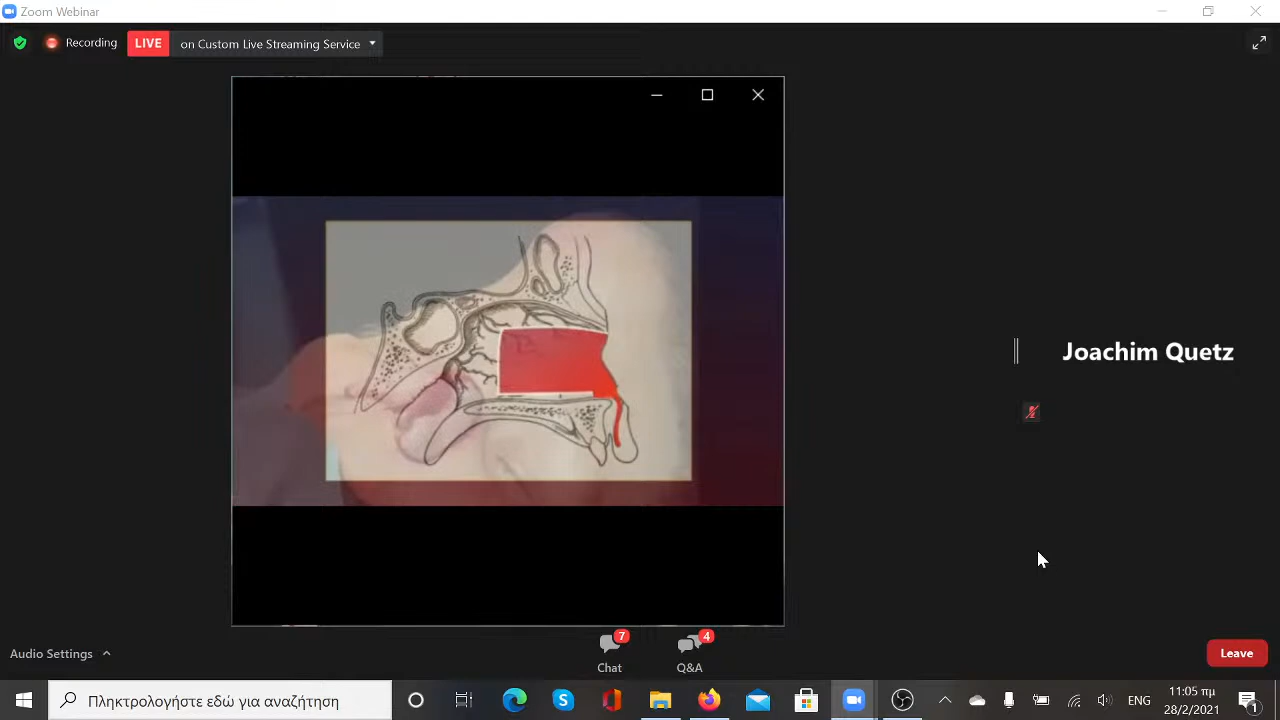 Zoom Webinar
Recording
LIVE
on Custom Live Streaming Service
Joachim Quetz
Audio Settings
7
Chat
4
Q&A
Leave
Πληκτρολογήστε εδώ για αναζήτηση
ENG
11:05 πμ
28/2/2021
1